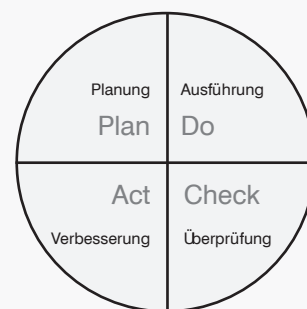 Planung
Plan
Ausführung
Do
Act
Verbesserung
Check
Überprüfung